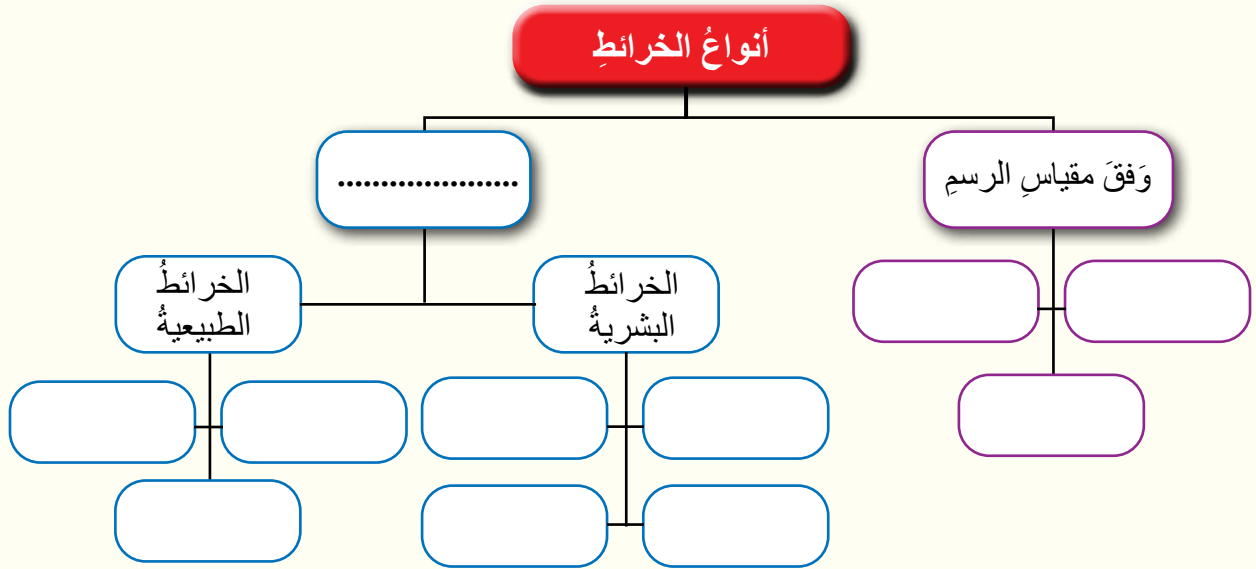 أنواعُ الخرائطِ
وَفقَ مقياسِ الرسمِ
.....................
الخرائطُ
البشريةُ
الخرائطُ
الطبيعيةُ